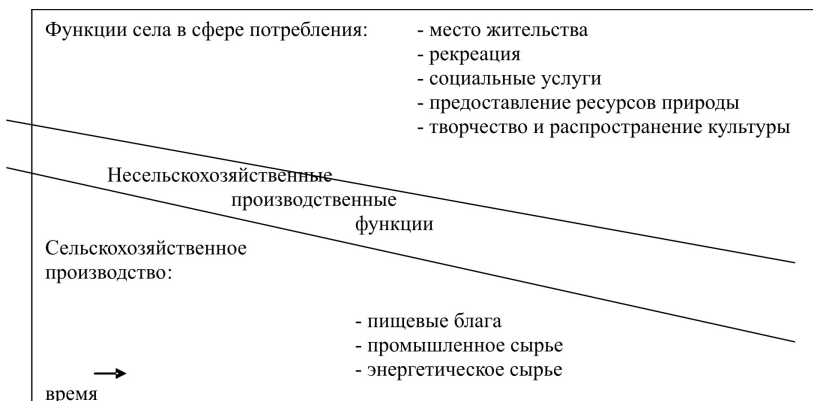 Функции села в сфере потребления: - место жительства
- рекреация
- социальные услуги
- предоставление ресурсов природы
- творчество и распространение культуры
Несельскохозяйственные
производственные
функции
Сельскохозяйственное
производство:
- пищевые блага
- промышленное сырье
- энергетическое сырье
время